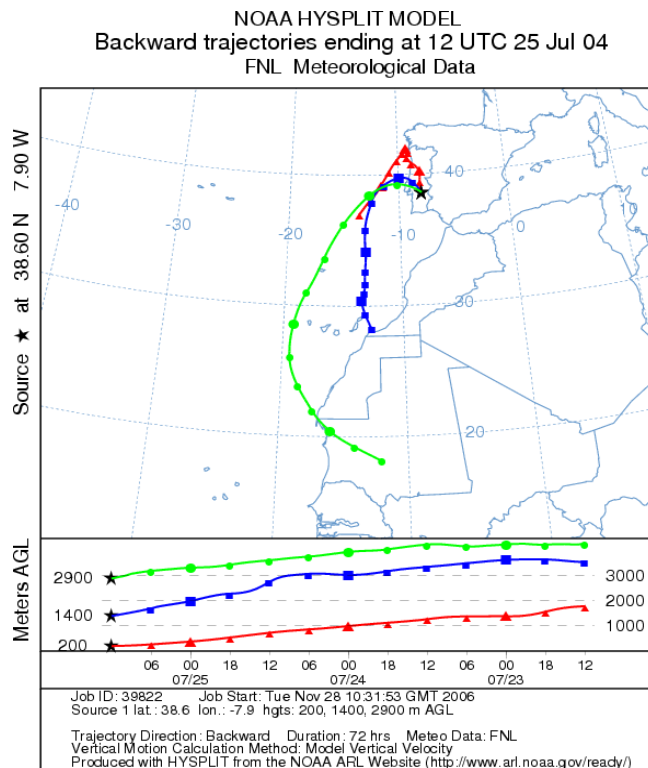 NOAA HYSPLIT MODEL
Backward trajectories ending at 12 UTC 25 Jul 04
FNL Meteorological Data
Source ★ at 38.60 N 7.90 W
-40
-30
-20
-10
0
10
40
30
20
Meters AGL
2900
1400
200
3000
2000
1000
06 00 18 12 06 00 18 12 06 00 18 12
07/25 07/24 07/23
Job ID: 39822 Job Start: Tue Nov 28 10:31:53 GMT 2006
Source 1 lat.: 38.6 lon.: -7.9 hgts: 200, 1400, 2900 m AGL
Trajectory Direction: Backward Duration: 72 hrs Meteo Data: FNL
Vertical Motion Calculation Method: Model Vertical Velocity
Produced with HYSPLIT from the NOAA ARL Website (http://www.arl.noaa.gov/ready/)